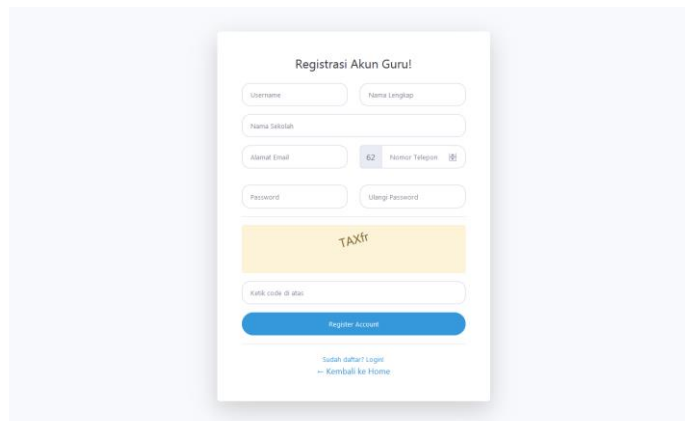 Registrasi Akun Guru!
Username Nama Lengkap
Nama Sekolah
Alamat Email 62 Nomor Telepon
Password Ulangi Password
TAXfr
Ketik code di atas
Register Account
Sudah daftar? Login!
← Kembali ke Home